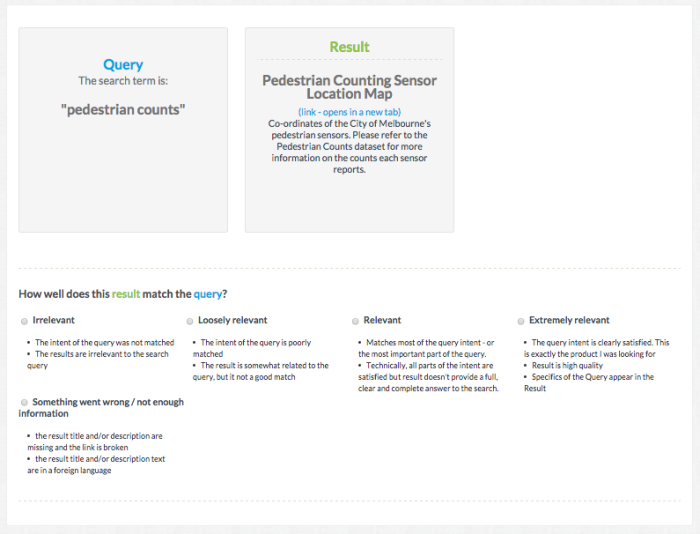 Query
The search term is:
"pedestrian counts"
Result
Pedestrian Counting Sensor
Location Map
(link - opens in a new tab)
Co-ordinates of the City of Melbourne's
pedestrian sensors. Please refer to the
Pedestrian Counts dataset for more
information on the counts each sensor
reports.
How well does this result match the query?
Irrelevant
• The intent of the query was not matched
• The results are irrelevant to the search
query
Loosely relevant
• The intent of the query is poorly
matched
• The result is somewhat related to the
query, but it not a good match
Relevant
• Matches most of the query intent - or
the most important part of the query.
• Technically, all parts of the intent are
satisfied but result doesn't provide a full,
clear and complete answer to the search.
Extremely relevant
• The query intent is clearly satisfied. This
is exactly the product I was looking for
• Result is high quality
• Specifics of the Query appear in the
Result
Something went wrong / not enough
information
• the result title and/or description are
missing and the link is broken
• the result title and/or description text
are in a foreign language